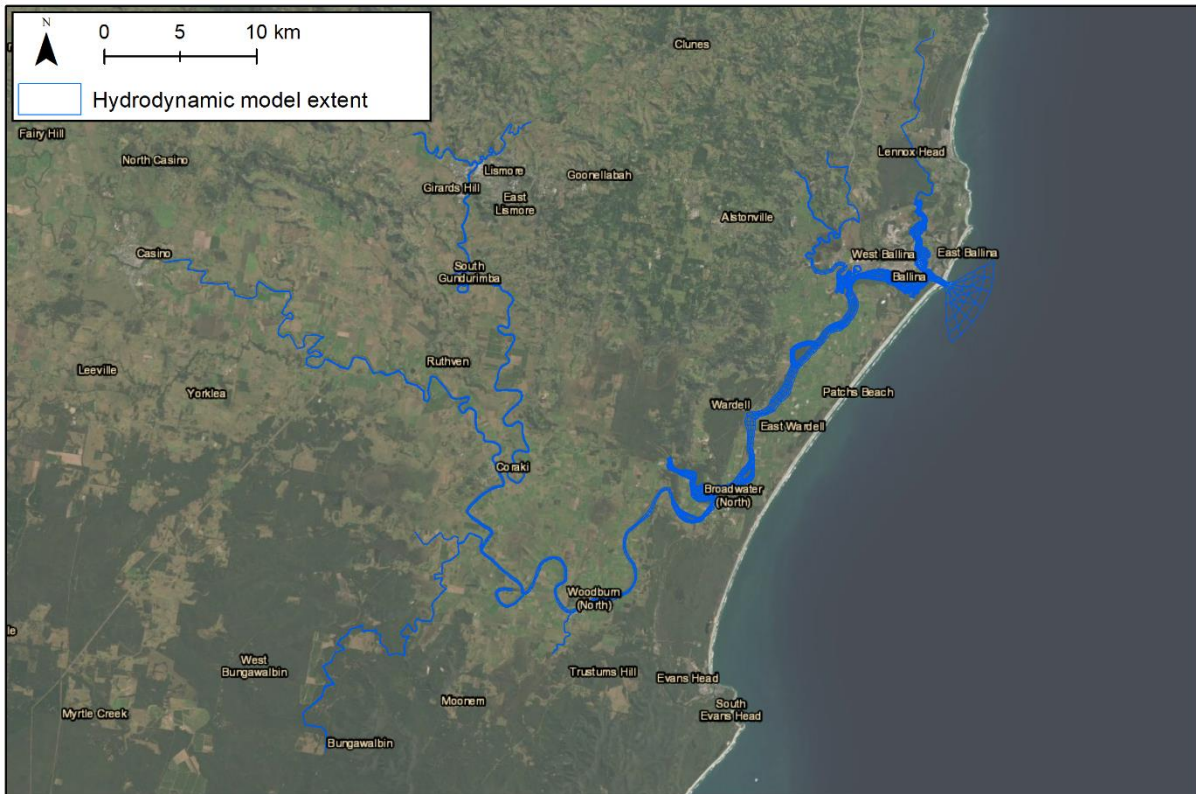 N
0 5 10 km
Hydrodynamic model extent
Clunes
Fairy Hill
North Casino
Lennox Head
Lismore
Goonellabah
Girards Hill
East
Lismore
Alstonville
Casino
West Ballina
East Ballina
South
Gundurimba
Ballina
Ruthven
Leeville
Yorklea
Patchs Beach
Wardell
East Wardell
Coraki
Broadwater
(North)
Woodburn
(North)
West
Bungawalbin
Trustums Hill
Evans Head
Moonem
South
Evans Head
Myrtle Creek
Bungawalbin